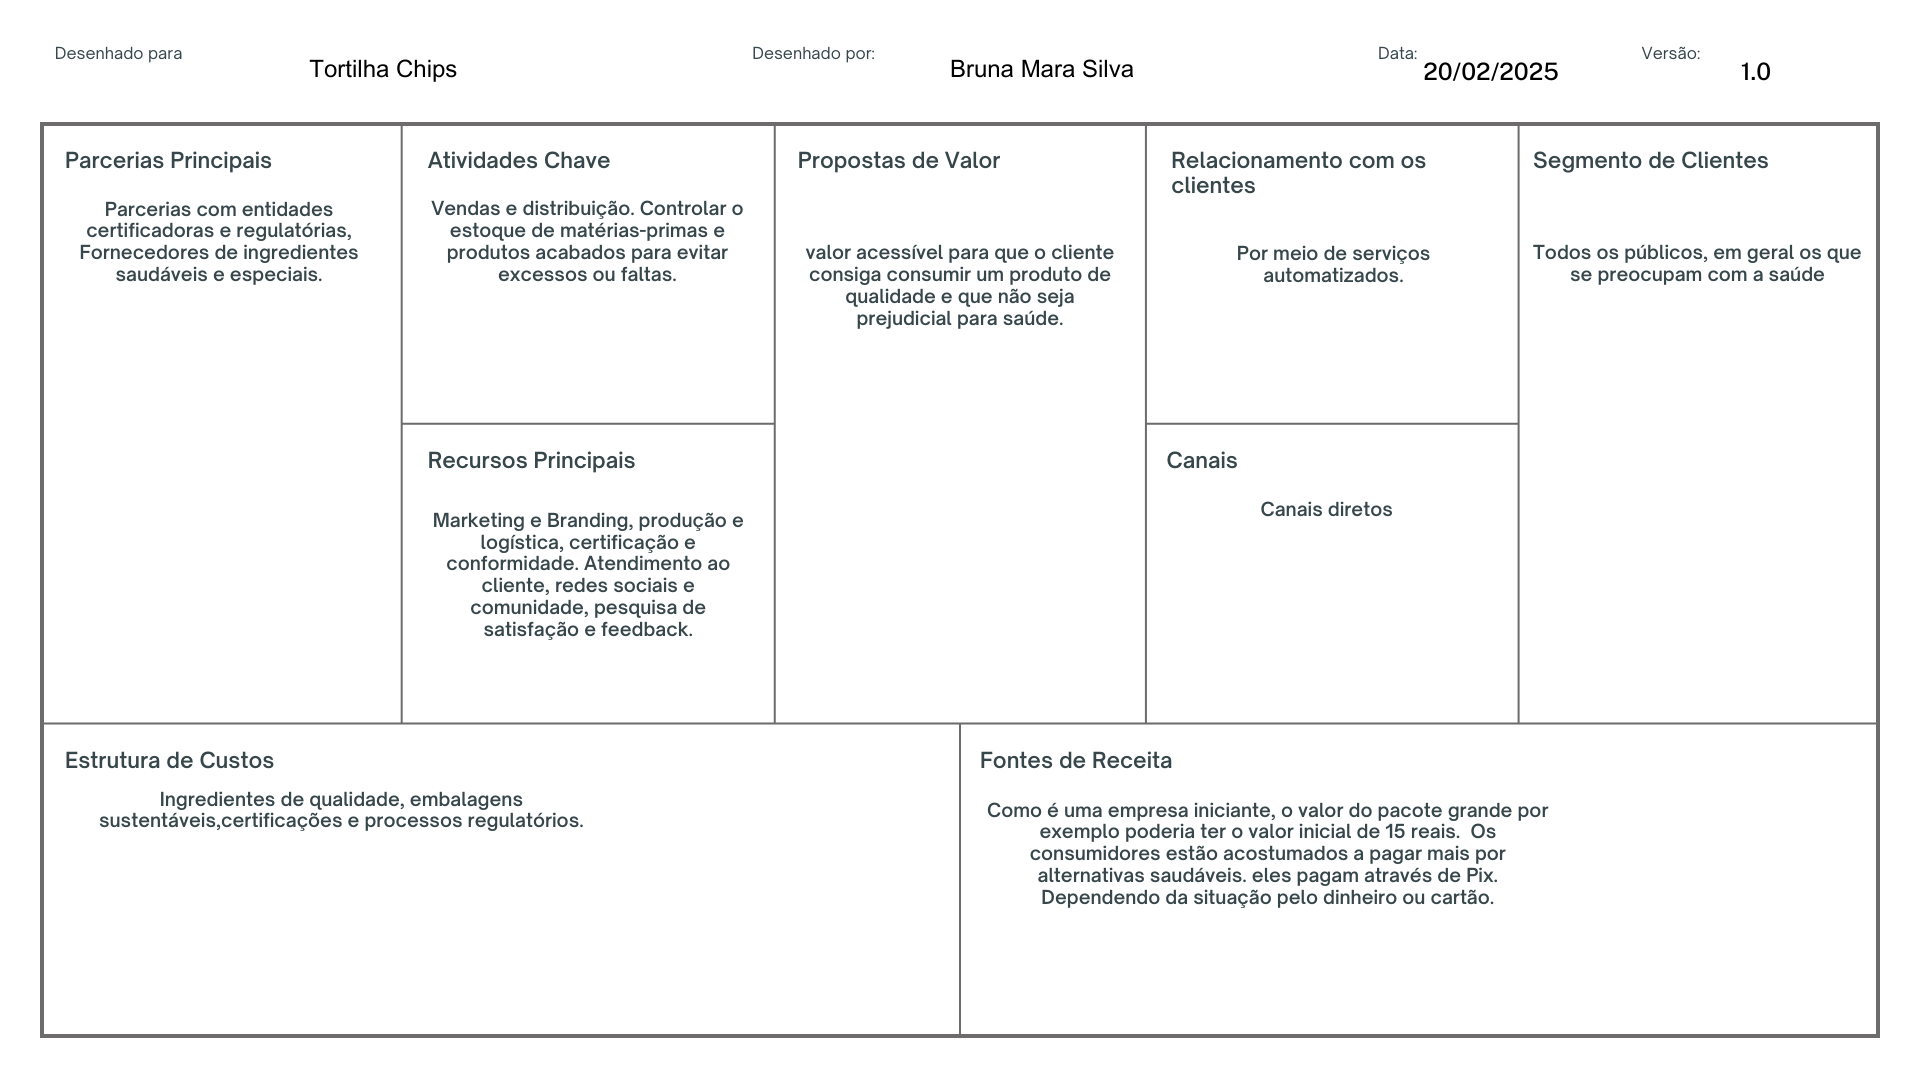 Desenhado para
Tortilha Chips
Desenhado por:
Bruna Mara Silva
Data:
20/02/2025
Versão:
1.0
Parcerias Principais
Parcerias com entidades
certificadoras e regulatórias,
Fornecedores de ingredientes
saudáveis e especiais.
Atividades Chave
Vendas e distribuição. Controlar o
estoque de matérias-primas e
produtos acabados para evitar
excessos ou faltas.
Recursos Principais
Marketing e Branding, produção e
logística, certificação e
conformidade. Atendimento ao
cliente, redes sociais e
comunidade, pesquisa de
satisfação e feedback.
Propostas de Valor
valor acessível para que o cliente
consiga consumir um produto de
qualidade e que não seja
prejudicial para saúde.
Relacionamento com os
clientes
Por meio de serviços
automatizados.
Canais
Canais diretos
Segmento de Clientes
Todos os públicos, em geral os que
se preocupam com a saúde
Estrutura de Custos
Ingredientes de qualidade, embalagens
sustentáveis,certificações e processos regulatórios.
Fontes de Receita
Como é uma empresa iniciante, o valor do pacote grande por
exemplo poderia ter o valor inicial de 15 reais.  Os
consumidores estão acostumados a pagar mais por
alternativas saudáveis. eles pagam através de Pix.
Dependendo da situação pelo dinheiro ou cartão.